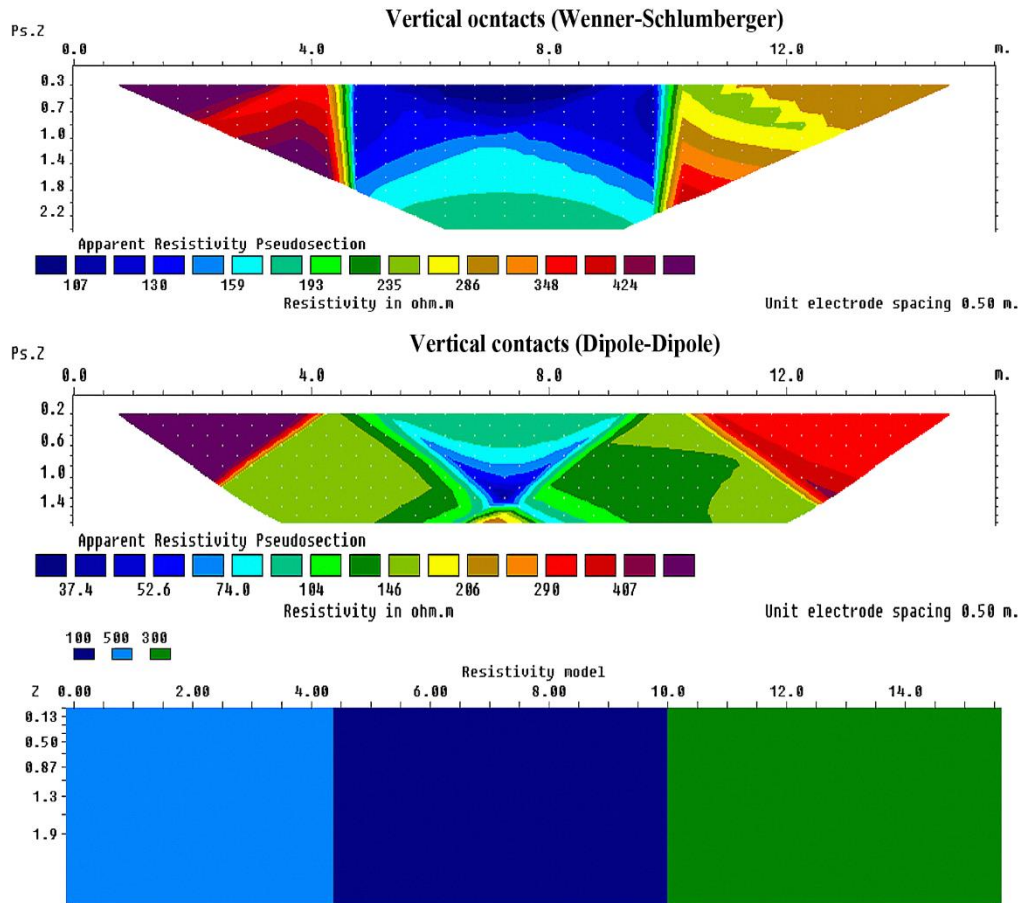 Vertical ocntacts (Wenner-Schlumberger)
Ps.Z
0.0 4.0 8.0 12.0 m.
0.3
0.7
1.0
1.4
1.8
2.2
Apparent Resistivity Pseudosection
107 130 159 193 235 286 348 424
Resistivity in ohm.m
Unit electrode spacing 0.50 m.
Vertical contacts (Dipole-Dipole)
Ps.Z
0.0 4.0 8.0 12.0 m.
0.2
0.6
1.0
1.4
Apparent Resistivity Pseudosection
37.4 52.6 74.0 104 146 206 290 407
Resistivity in ohm.m
Unit electrode spacing 0.50 m.
100 500 300
Resistivity model
Z 0.00 2.00 4.00 6.00 8.00 10.0 12.0 14.0
0.13
0.50
0.87
1.3
1.9